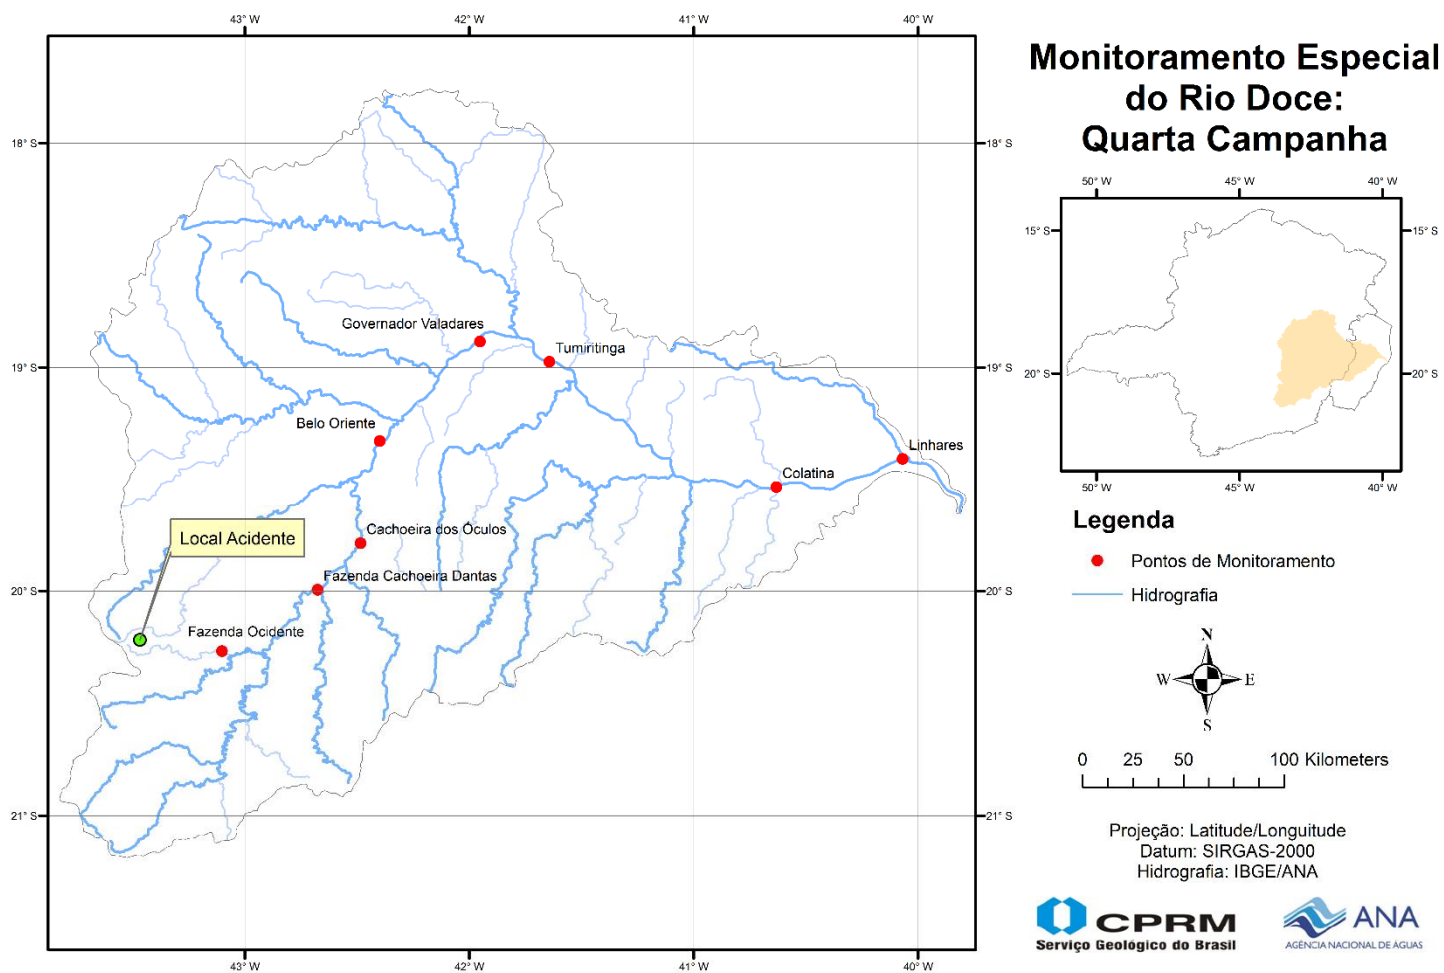 Monitoramento Especial
do Rio Doce:
Quarta Campanha
43° W
42° W
41° W
40° W
18° S
18° S
19° S
19° S
20° S
20° S
21° S
21° S
43° W
42° W
41° W
40° W
Governador Valadares
Tumiritinga
Belo Oriente
Linhares
Colatina
Cachoeira dos Óculos
Local Acidente
Fazenda Cachoeira Dantas
Fazenda Ocidente
50° W
45° W
40° W
15° S
15° S
20° S
20° S
50° W
45° W
40° W
Legenda
Pontos de Monitoramento
Hidrografia
N
W
E
S
0 25 50 100 Kilometers
Projeção: Latitude/Longuitude
Datum: SIRGAS-2000
Hidrografia: IBGE/ANA
CPRM
Serviço Geológico do Brasil
ANA
AGÊNCIA NACIONAL DE ÁGUAS